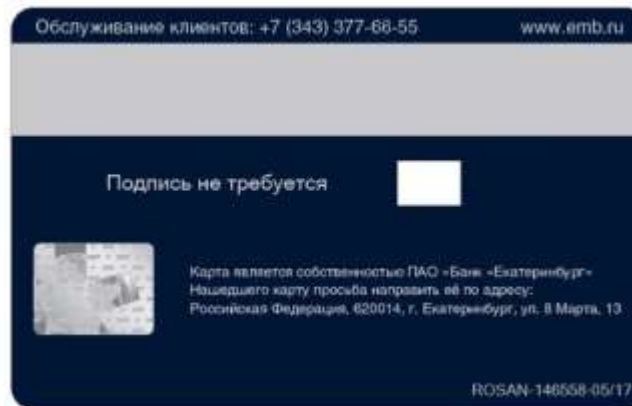 Обслуживание клиентов: +7 (343) 377-66-55 www.emb.ru
Подпись не требуется
Карта является собственностью ПАО «Банк «Екатеринбург»
Нашедшего карту просьба направить её по адресу:
Российская Федерация, 620014, г. Екатеринбург, ул. 8 Марта, 13
ROSAN-146558-05/17